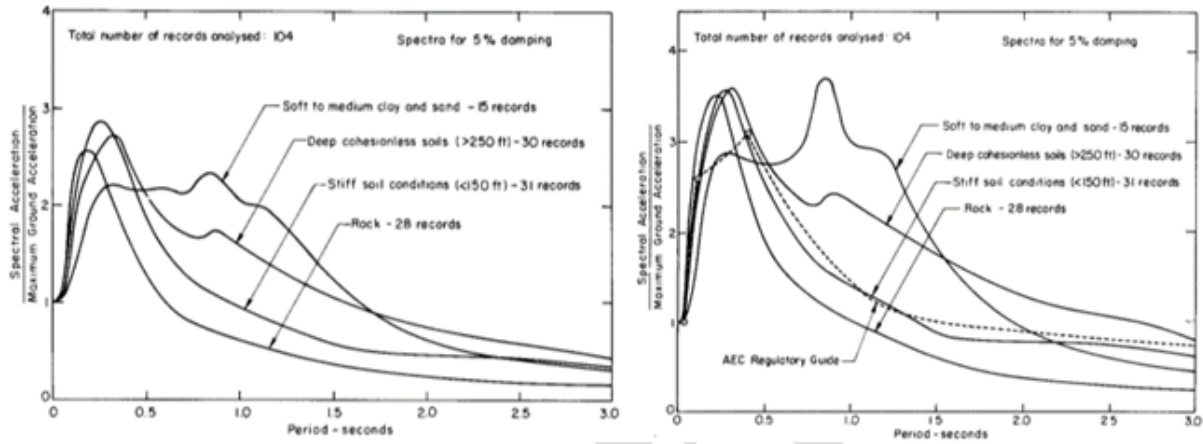 4
3
2
1
0
Total number of records analysed: 104
Spectra for 5% damping
Soft to medium clay and sand - 15 records
Deep cohesionless soils (>250 ft) - 30 records
Stiff soil conditions (<150 ft) - 31 records
Rock - 28 records
Spectral Acceleration
Maximum Ground Acceleration
0 0.5 1.0 1.5 2.0 2.5 3.0
Period - seconds
4
3
2
1
0
Total number of records analysed: 104
Spectra for 5% damping
Soft to medium clay and sand - 15 records
Deep cohesionless soils (>250 ft) - 30 records
Stiff soil conditions (<150 ft) - 31 records
Rock - 28 records
AEC Regulatory Guide
Spectral Acceleration
Maximum Ground Acceleration
0 0.5 1.0 1.5 2.0 2.5 3.0
Period - seconds